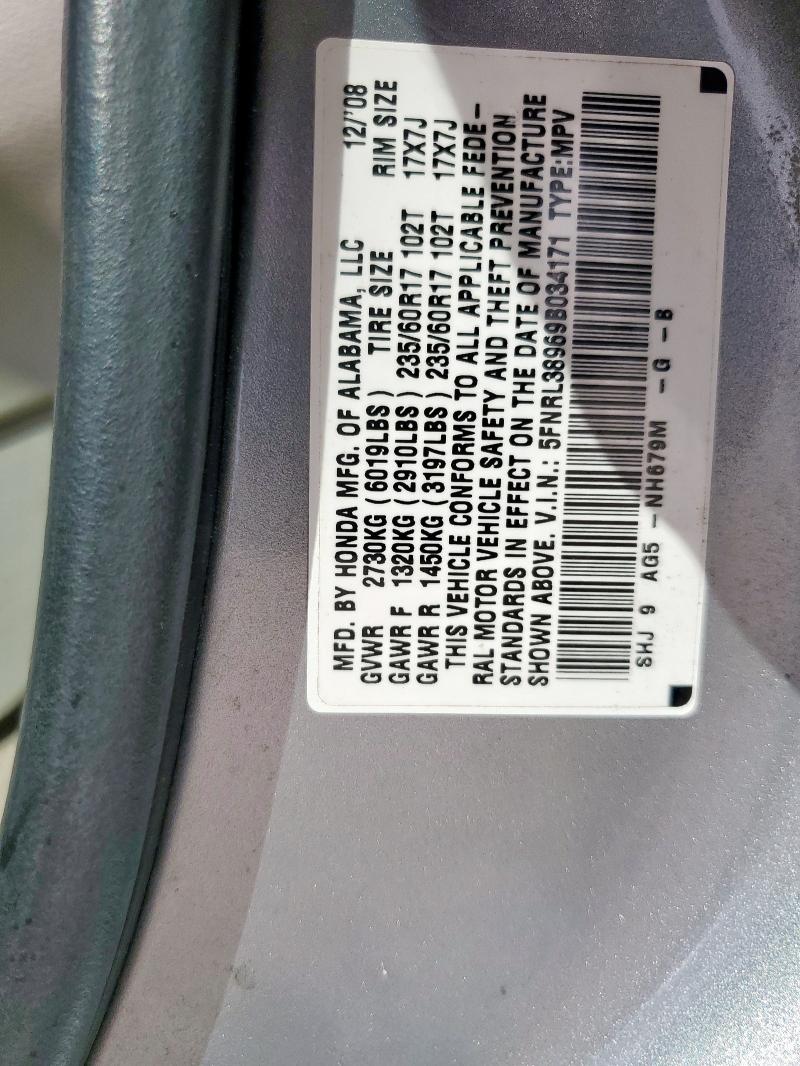 MFD. BY HONDA MFG. OF ALABAMA, LLC 12/'08
GVWR 2730KG (6019LBS) TIRE SIZE RIM SIZE
GAWR F 1320KG (2910LBS) 235/60R17 102T 17X7J
GAWR R 1450KG (3197LBS) 235/60R17 102T 17X7J
THIS VEHICLE CONFORMS TO ALL APPLICABLE FEDE-
RAL MOTOR VEHICLE SAFETY AND THEFT PREVENTION
STANDARDS IN EFFECT ON THE DATE OF MANUFACTURE
SHOWN ABOVE. V.I.N.: 5FNRL38969B034171 TYPE:MPV
SHJ 9 AG5 -NH679M -G -B